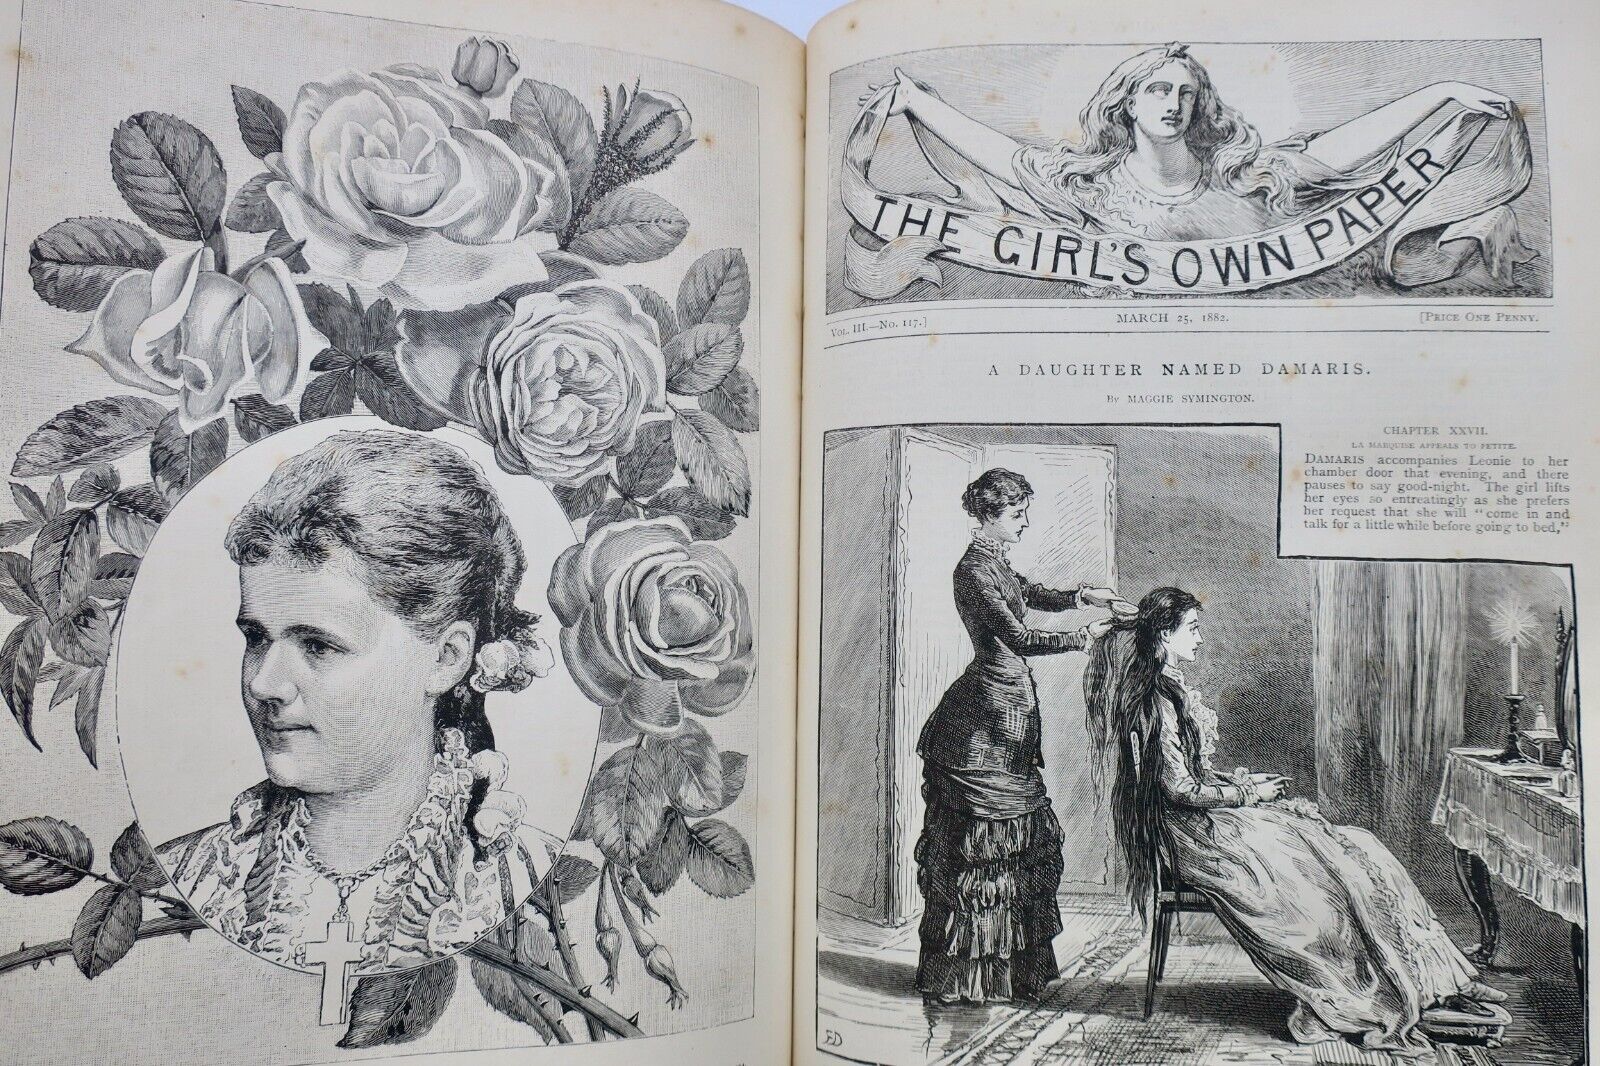 THE GIRL'S OWN PAPER
VOL. III.—No. 117.] MARCH 25, 1882. [PRICE ONE PENNY.
A DAUGHTER NAMED DAMARIS.
By MAGGIE SYMINGTON.
CHAPTER XXVII.
LA MARQUISE APPEALS TO PETITE.
DAMARIS accompanies Leonie to her
chamber door that evening, and there
pauses to say good-night. The girl lifts
her eyes so entreatingly as she prefers
her request that she will "come in and
talk for a little while before going to bed,"
FD